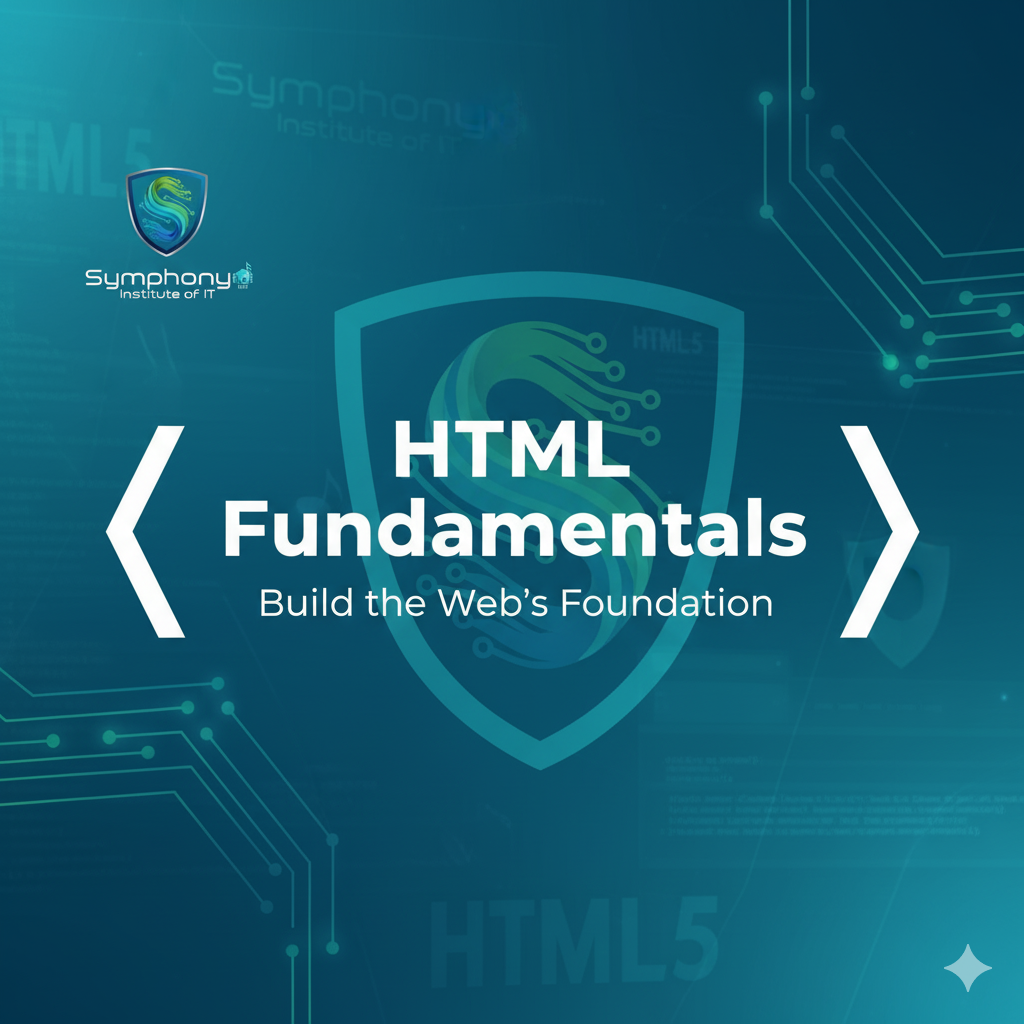 Symphony
Institute of IT
HTML5
Symphony
Institute of IT
HTML5
HTML
Fundamentals
Build the Web’s Foundation
HTML5